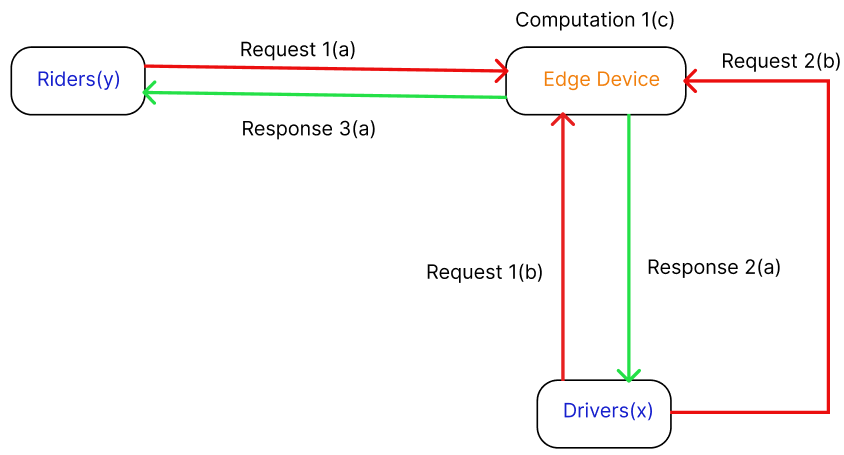 Computation 1(c)
Request 1(a)
Request 2(b)
Riders(y)
Edge Device
Response 3(a)
Request 1(b)
Response 2(a)
Drivers(x)